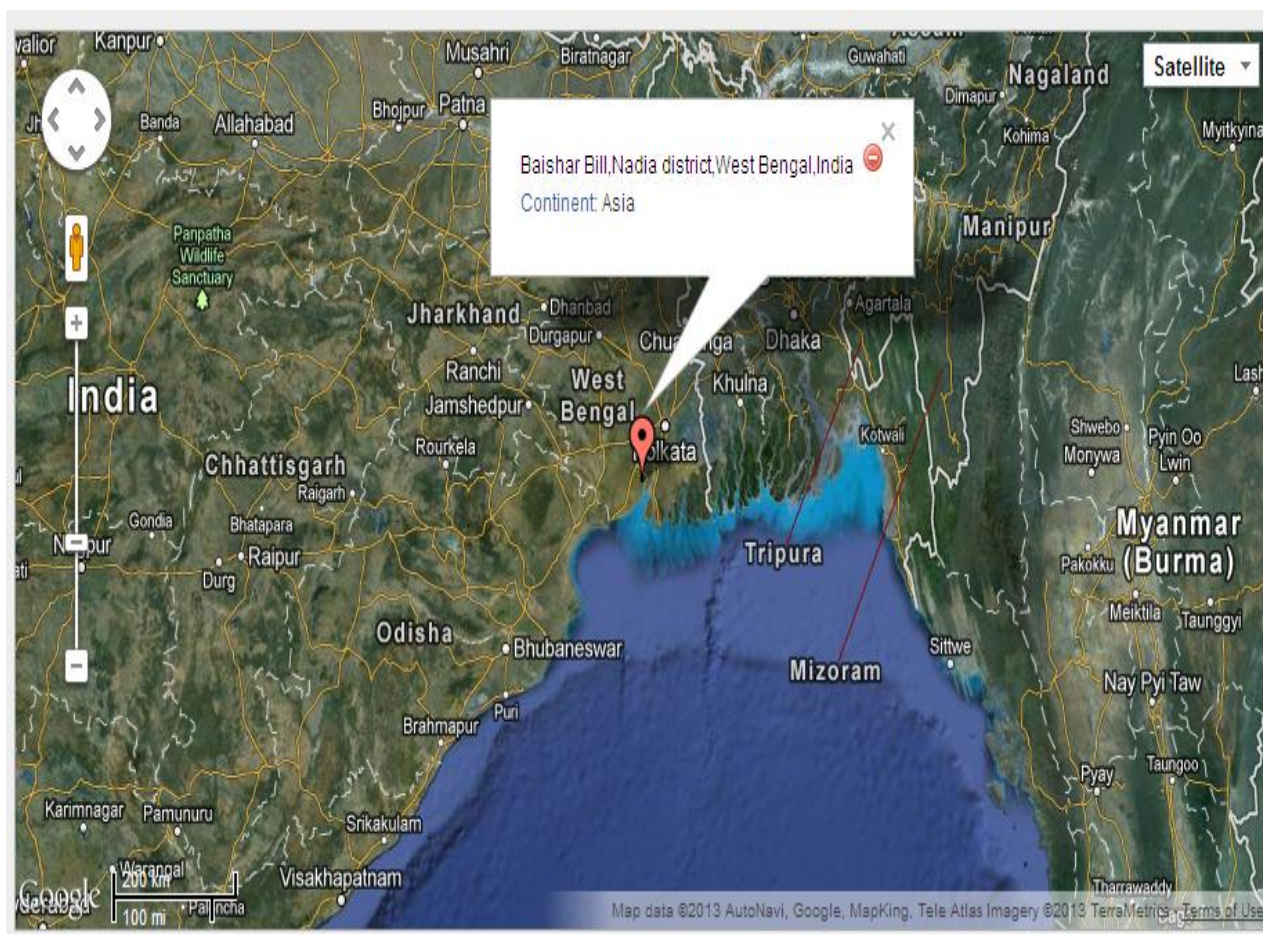 Satellite
Baishar Bill,Nadia district,West Bengal,India
Continent: Asia
Kanpur
Musahri
Biratnagar
Guwahati
Nagaland
Dimapur
Banda
Allahabad
Bhojpur
Patna
Kohima
Myitkyina
Panpatha
Wildlife
Sanctuary
Manipur
Jharkhand
Dhanbad
Agartala
Durgapur
Dhaka
Ranchi
West
Bengal
Khulna
India
Jamshedpur
Kotwali
Shwebo
Pyin Oo
Lwin
Rourkela
Monywa
Chhattisgarh
Raigarh
Gondia
Bhatapara
Raipur
Durg
Tripura
Myanmar
(Burma)
Pakokku
Meiktila
Taunggyi
Odisha
Bhubaneswar
Sittwe
Mizoram
Nay Pyi Taw
Puri
Brahmapur
Pyay
Taungoo
Karimnagar
Pamunuru
Srikakulam
Warangal
200 km
Visakhapatnam
Google
100 mi
Tharrawaddy
Map data ©2013 AutoNavi, Google, MapKing, Tele Atlas Imagery ©2013 TerraMetrics - Terms of Use